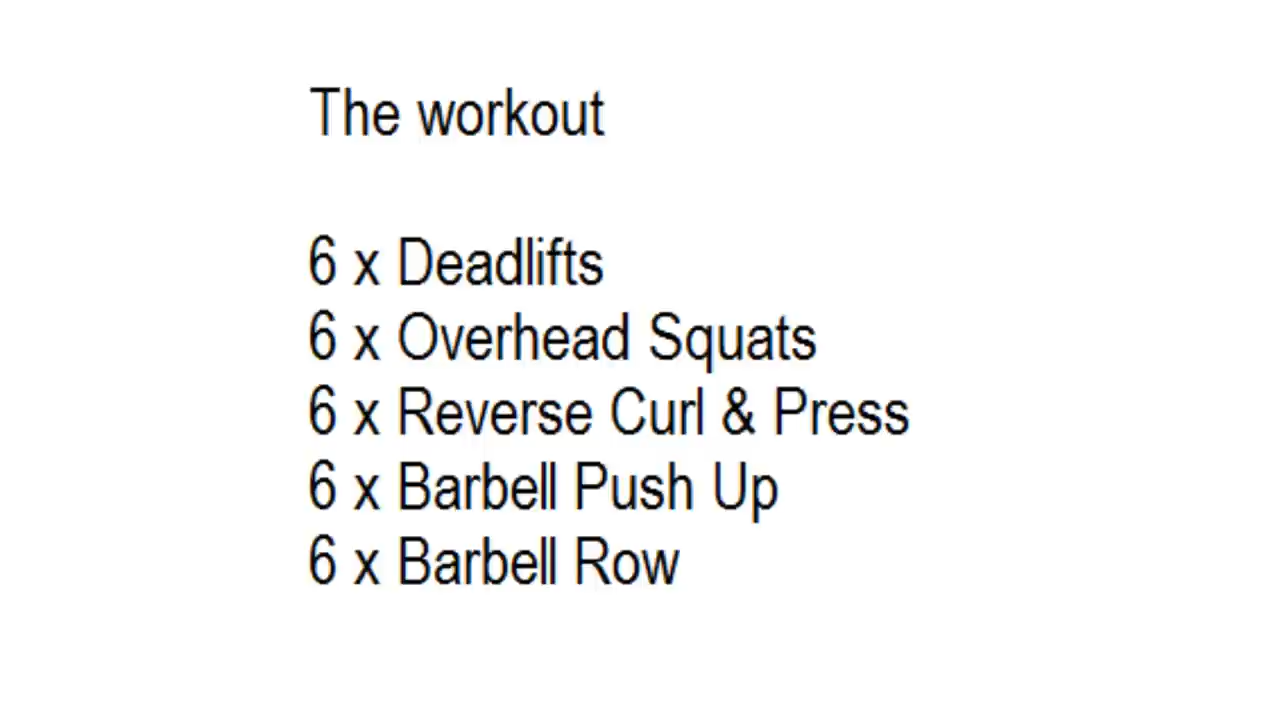 The workout
6 x Deadlifts
6 x Overhead Squats
6 x Reverse Curl & Press
6 x Barbell Push Up
6 x Barbell Row